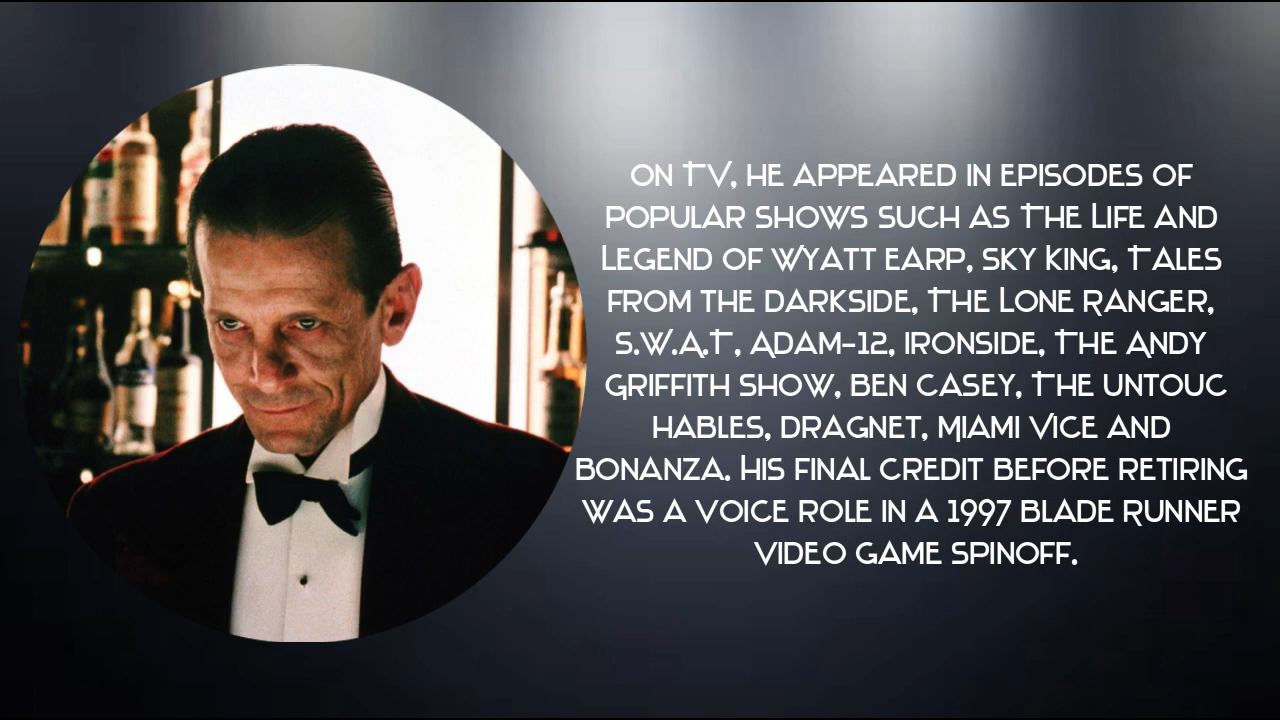 ON TV, HE APPEARED IN EPISODES OF
POPULAR SHOWS SUCH AS THE LIFE AND
LEGEND OF WYATT EARP, SKY KING, TALES
FROM THE DARKSIDE, THE LONE RANGER,
S.W.A.T, ADAM-12, IRONSIDE, THE ANDY
GRIFFITH SHOW, BEN CASEY, THE UNTOUC
HABLES, DRAGNET, MIAMI VICE AND
BONANZA. HIS FINAL CREDIT BEFORE RETIRING
WAS A VOICE ROLE IN A 1997 BLADE RUNNER
VIDEO GAME SPINOFF.